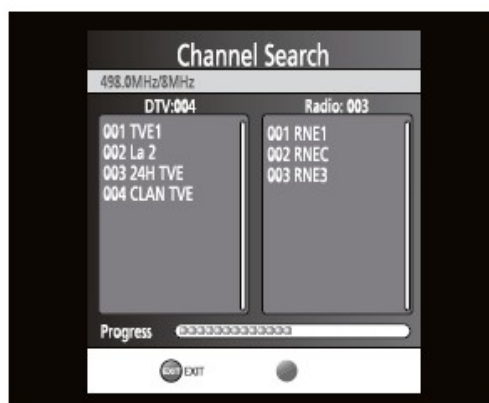 Channel Search
498.0MHz/8MHz
DTV:004
Radio: 003
001 TVE1
002 La 2
003 24H TVE
004 CLAN TVE
001 RNE1
002 RNEC
003 RNE3
Progress
EXIT EXIT